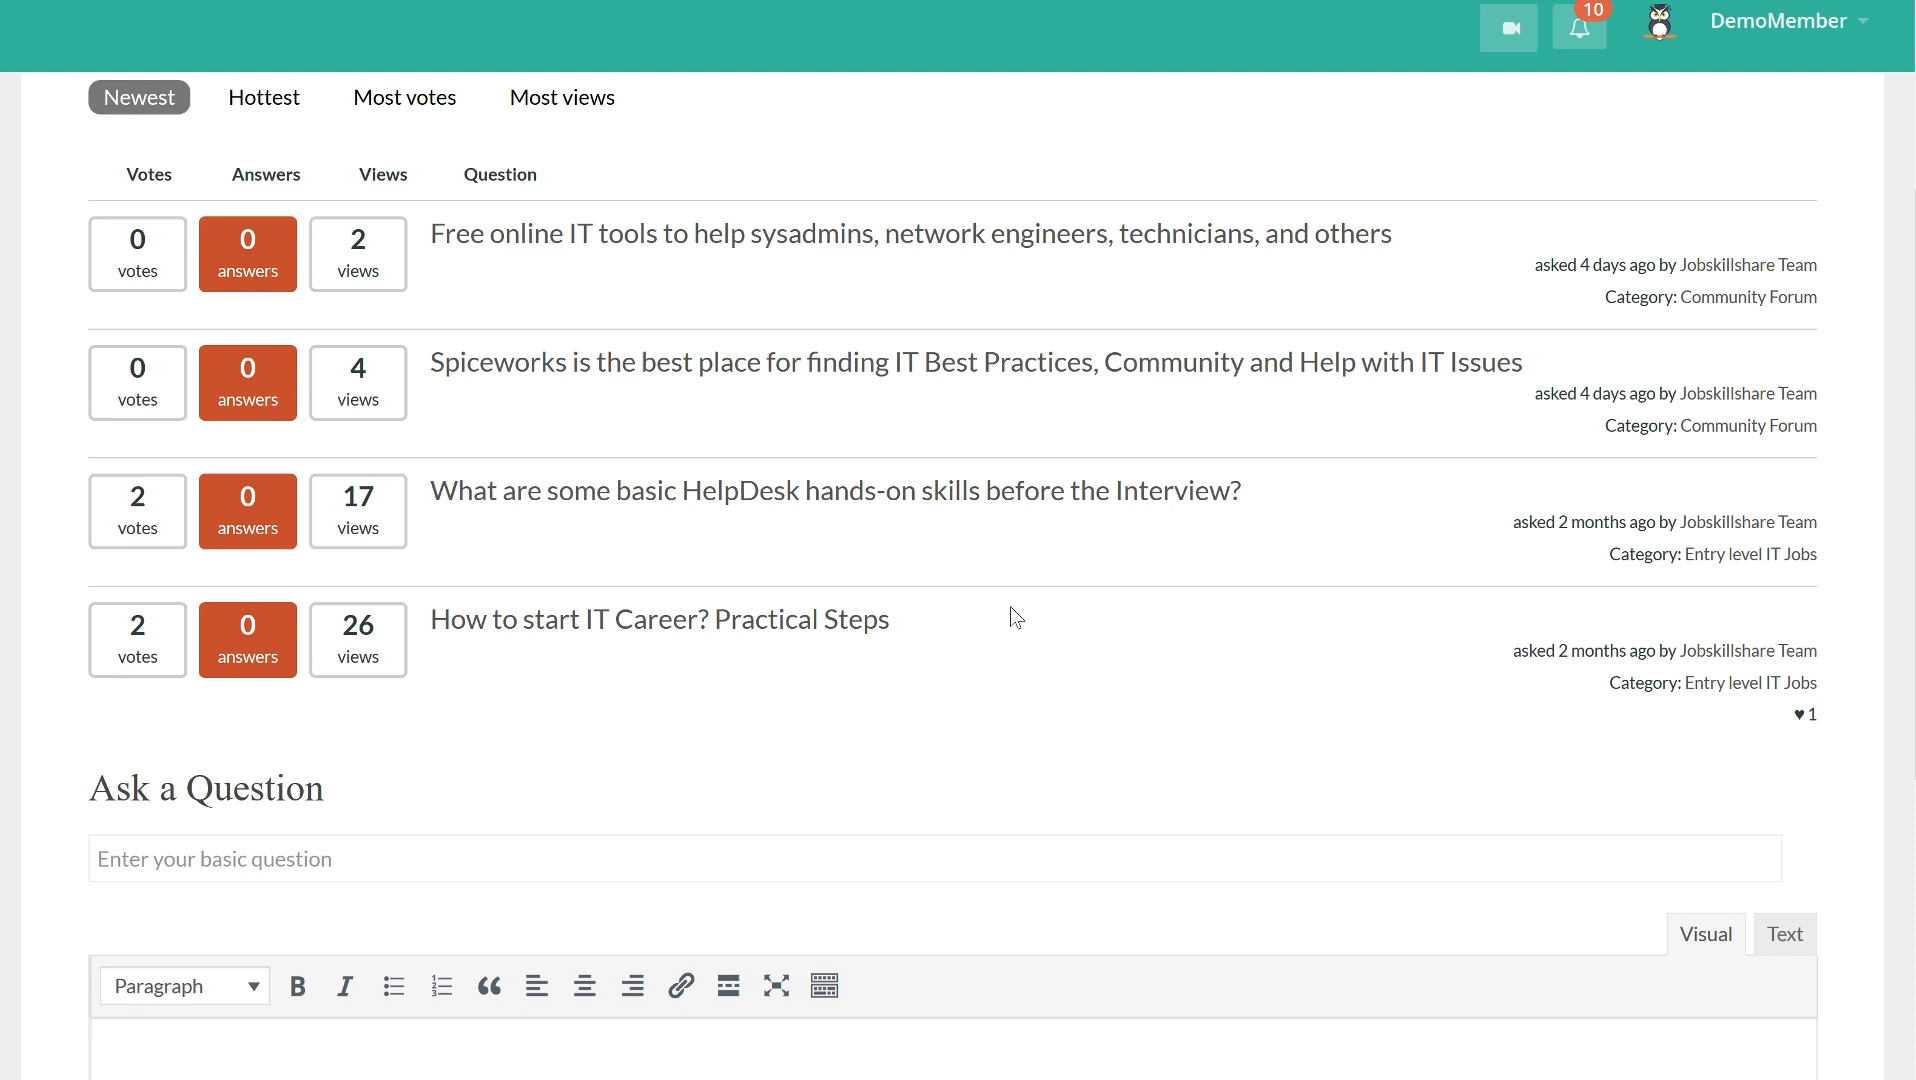 10
DemoMember
Newest Hottest Most votes Most views
Votes Answers Views Question
0 votes 0 answers 2 views Free online IT tools to help sysadmins, network engineers, technicians, and others
asked 4 days ago by Jobskillshare Team
Category: Community Forum
0 votes 0 answers 4 views Spiceworks is the best place for finding IT Best Practices, Community and Help with IT Issues
asked 4 days ago by Jobskillshare Team
Category: Community Forum
2 votes 0 answers 17 views What are some basic HelpDesk hands-on skills before the Interview?
asked 2 months ago by Jobskillshare Team
Category: Entry level IT Jobs
2 votes 0 answers 26 views How to start IT Career? Practical Steps
asked 2 months ago by Jobskillshare Team
Category: Entry level IT Jobs
♥ 1
Ask a Question
Enter your basic question
Visual Text
Paragraph